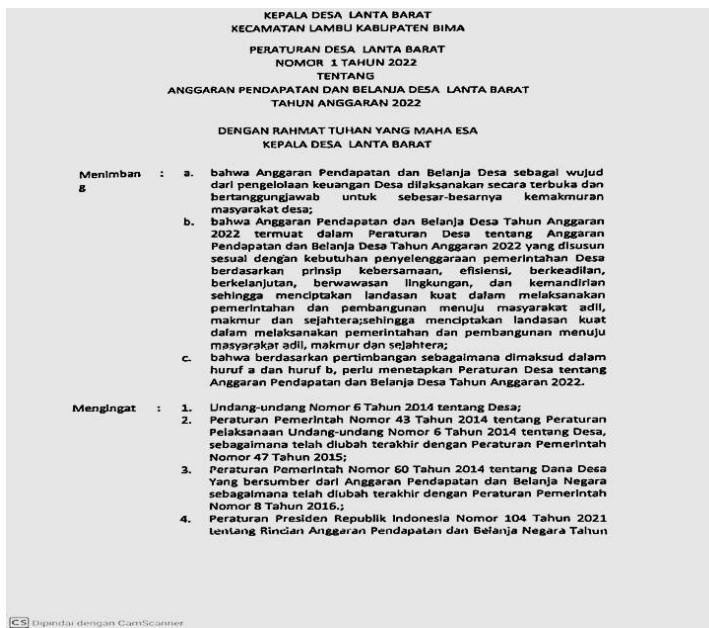 KEPALA DESA LANTA BARAT
KECAMATAN LAMBU KABUPATEN BIMA
PERATURAN DESA LANTA BARAT
NOMOR 1 TAHUN 2022
TENTANG
ANGGARAN PENDAPATAN DAN BELANJA DESA LANTA BARAT
TAHUN ANGGARAN 2022
DENGAN RAHMAT TUHAN YANG MAHA ESA
KEPALA DESA LANTA BARAT
Menimban : a. bahwa Anggaran Pendapatan dan Belanja Desa sebagai wujud
g dari pengelolaan keuangan Desa dilaksanakan secara terbuka dan
bertanggungjawab untuk sebesar-besarnya kemakmuran
masyarakat desa;
b. bahwa Anggaran Pendapatan dan Belanja Desa Tahun Anggaran
2022 termuat dalam Peraturan Desa tentang Anggaran
Pendapatan dan Belanja Desa Tahun Anggaran 2022 yang disusun
sesuai dengan kebutuhan penyelenggaraan pemerintahan Desa
berdasarkan prinsip kebersamaan, efisiensi, berkeadilan,
berkelanjutan, berwawasan lingkungan, dan kemandirian
sehingga menciptakan landasan kuat dalam melaksanakan
pemerintahan dan pembangunan menuju masyarakat adil,
makmur dan sejahtera;sehingga menciptakan landasan kuat
dalam melaksanakan pemerintahan dan pembangunan menuju
masyarakat adil, makmur dan sejahtera;
c. bahwa berdasarkan pertimbangan sebagaimana dimaksud dalam
huruf a dan huruf b, perlu menetapkan Peraturan Desa tentang
Anggaran Pendapatan dan Belanja Desa Tahun Anggaran 2022.
Mengingat : 1. Undang-undang Nomor 6 Tahun 2014 tentang Desa;
2. Peraturan Pemerintah Nomor 43 Tahun 2014 tentang Peraturan
Pelaksanaan Undang-undang Nomor 6 Tahun 2014 tentang Desa,
sebagaimana telah diubah terakhir dengan Peraturan Pemerintah
Nomor 47 Tahun 2015;
3. Peraturan Pemerintah Nomor 60 Tahun 2014 tentang Dana Desa
Yang bersumber dari Anggaran Pendapatan dan Belanja Negara
sebagaimana telah diubah terakhir dengan Peraturan Pemerintah
Nomor 8 Tahun 2016.;
4. Peraturan Presiden Republik Indonesia Nomor 104 Tahun 2021
tentang Rincian Anggaran Pendapatan dan Belanja Negara Tahun
CS Dipindai dengan CamScanner